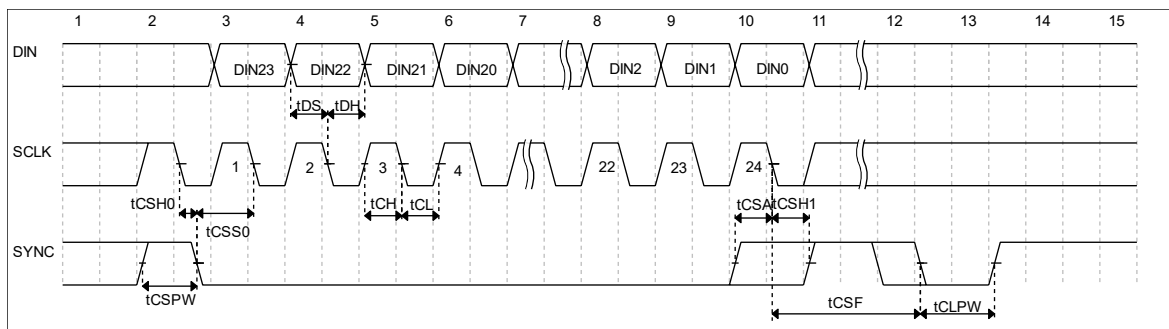 1 2 3 4 5 6 7 8 9 10 11 12 13 14 15
DIN
DIN23 DIN22 DIN21 DIN20 DIN2 DIN1 DIN0
tDS tDH
SCLK
1 2 3 4 22 23 24
tCSH0 tCH tCL tCSA tCSH1
tCSS0
SYNC
tCSPW tCSF tCLPW